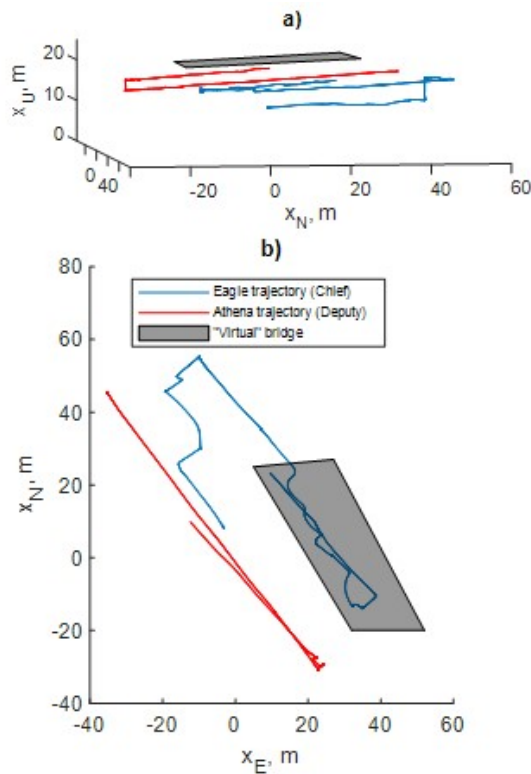 a)
20
10
0
x_U, m
40
0
-20
0
20
40
60
x_N, m
b)
80
60
40
20
0
-20
-40
x_N, m
Eagle trajectory (Chief)
Athena trajectory (Deputy)
"Virtual" bridge
-40
-20
0
20
40
60
x_E, m